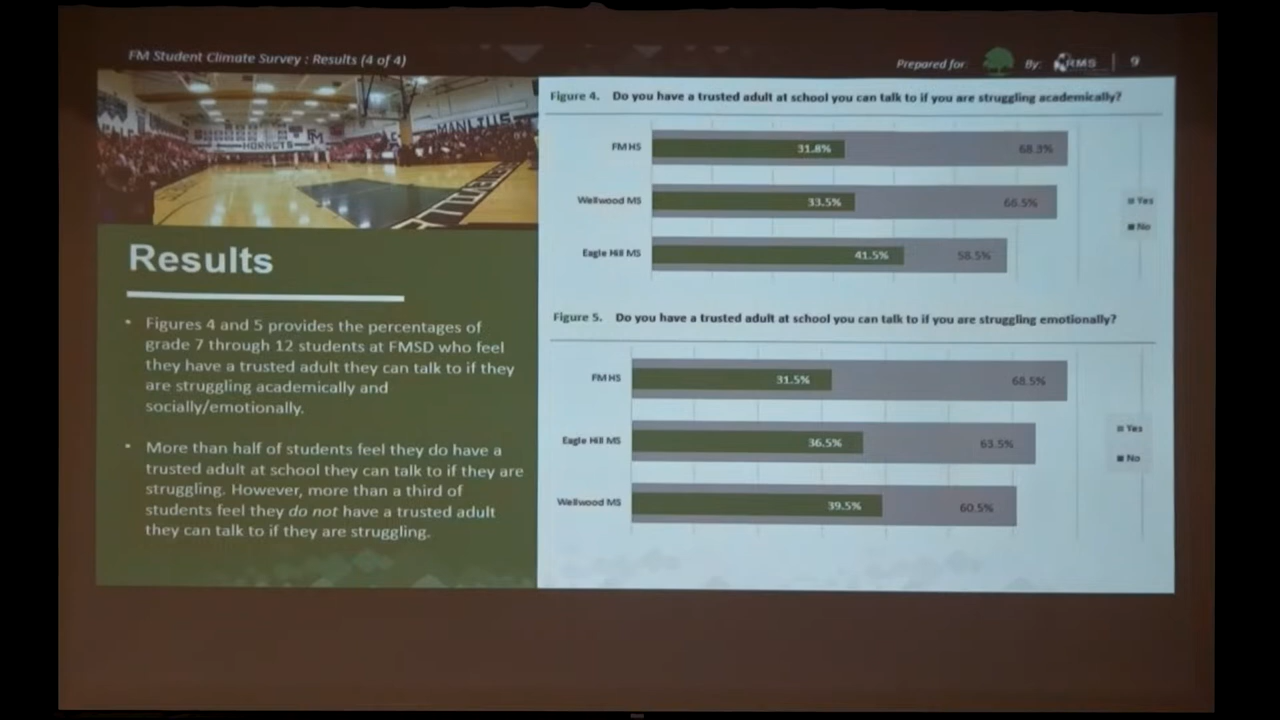 FM Student Climate Survey : Results (4 of 4)
Prepared for: By: RMS | 9
MANLIUS
FM
HORNETS
Results
• Figures 4 and 5 provides the percentages of
grade 7 through 12 students at FMSD who feel
they have a trusted adult they can talk to if they
are struggling academically and
socially/emotionally.
• More than half of students feel they do have a
trusted adult at school they can talk to if they are
struggling. However, more than a third of
students feel they do not have a trusted adult
they can talk to if they are struggling.
Figure 4. Do you have a trusted adult at school you can talk to if you are struggling academically?
FM HS 31.8% 68.3%
Wellwood MS 33.5% 66.5%
Eagle Hill MS 41.5% 58.5%
Yes
No
Figure 5. Do you have a trusted adult at school you can talk to if you are struggling emotionally?
FM HS 31.5% 68.5%
Eagle Hill MS 36.5% 63.5%
Wellwood MS 39.5% 60.5%
Yes
No